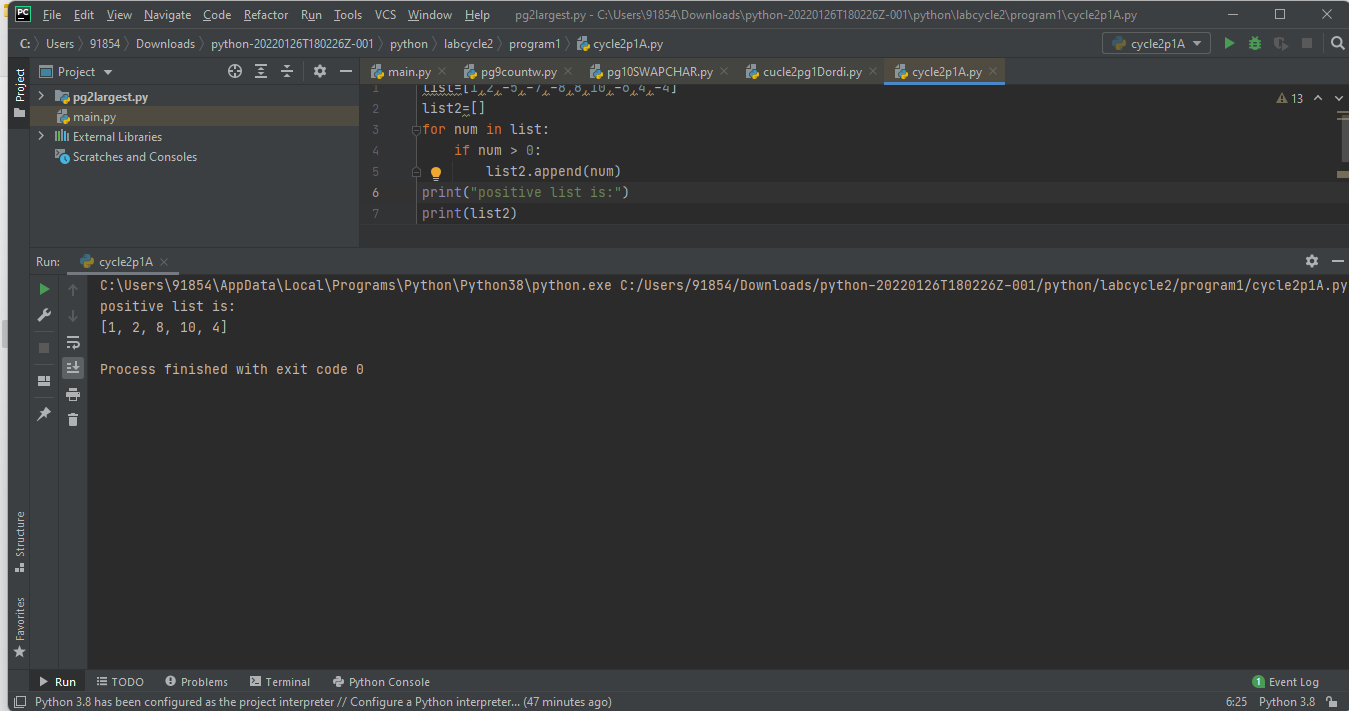 PC File Edit View Navigate Code Refactor Run Tools VCS Window Help pg2largest.py - C:\Users\91854\Downloads\python-20220126T180226Z-001\python\labcycle2\program1\cycle2p1A.py
C: Users 91854 Downloads python-20220126T180226Z-001 python labcycle2 program1 cycle2p1A.py cycle2p1A
Project
Project main.py pg9countw.py pg10SWAPCHAR.py cucle2pg1Dordi.py cycle2p1A.py
pg2largest.py
main.py
External Libraries
Scratches and Consoles
1 list=[1,2,-5,-7,-8,8,10,-6,4,-4]
2 list2=[]
3 for num in list:
4 if num > 0:
5 list2.append(num)
6 print("positive list is:")
7 print(list2)
13
Run: cycle2p1A
C:\Users\91854\AppData\Local\Programs\Python\Python38\python.exe C:/Users/91854/Downloads/python-20220126T180226Z-001/python/labcycle2/program1/cycle2p1A.py
positive list is:
[1, 2, 8, 10, 4]
Process finished with exit code 0
Structure
Favorites
Run TODO Problems Terminal Python Console 1 Event Log
Python 3.8 has been configured as the project interpreter // Configure a Python interpreter... (47 minutes ago) 6:25 Python 3.8